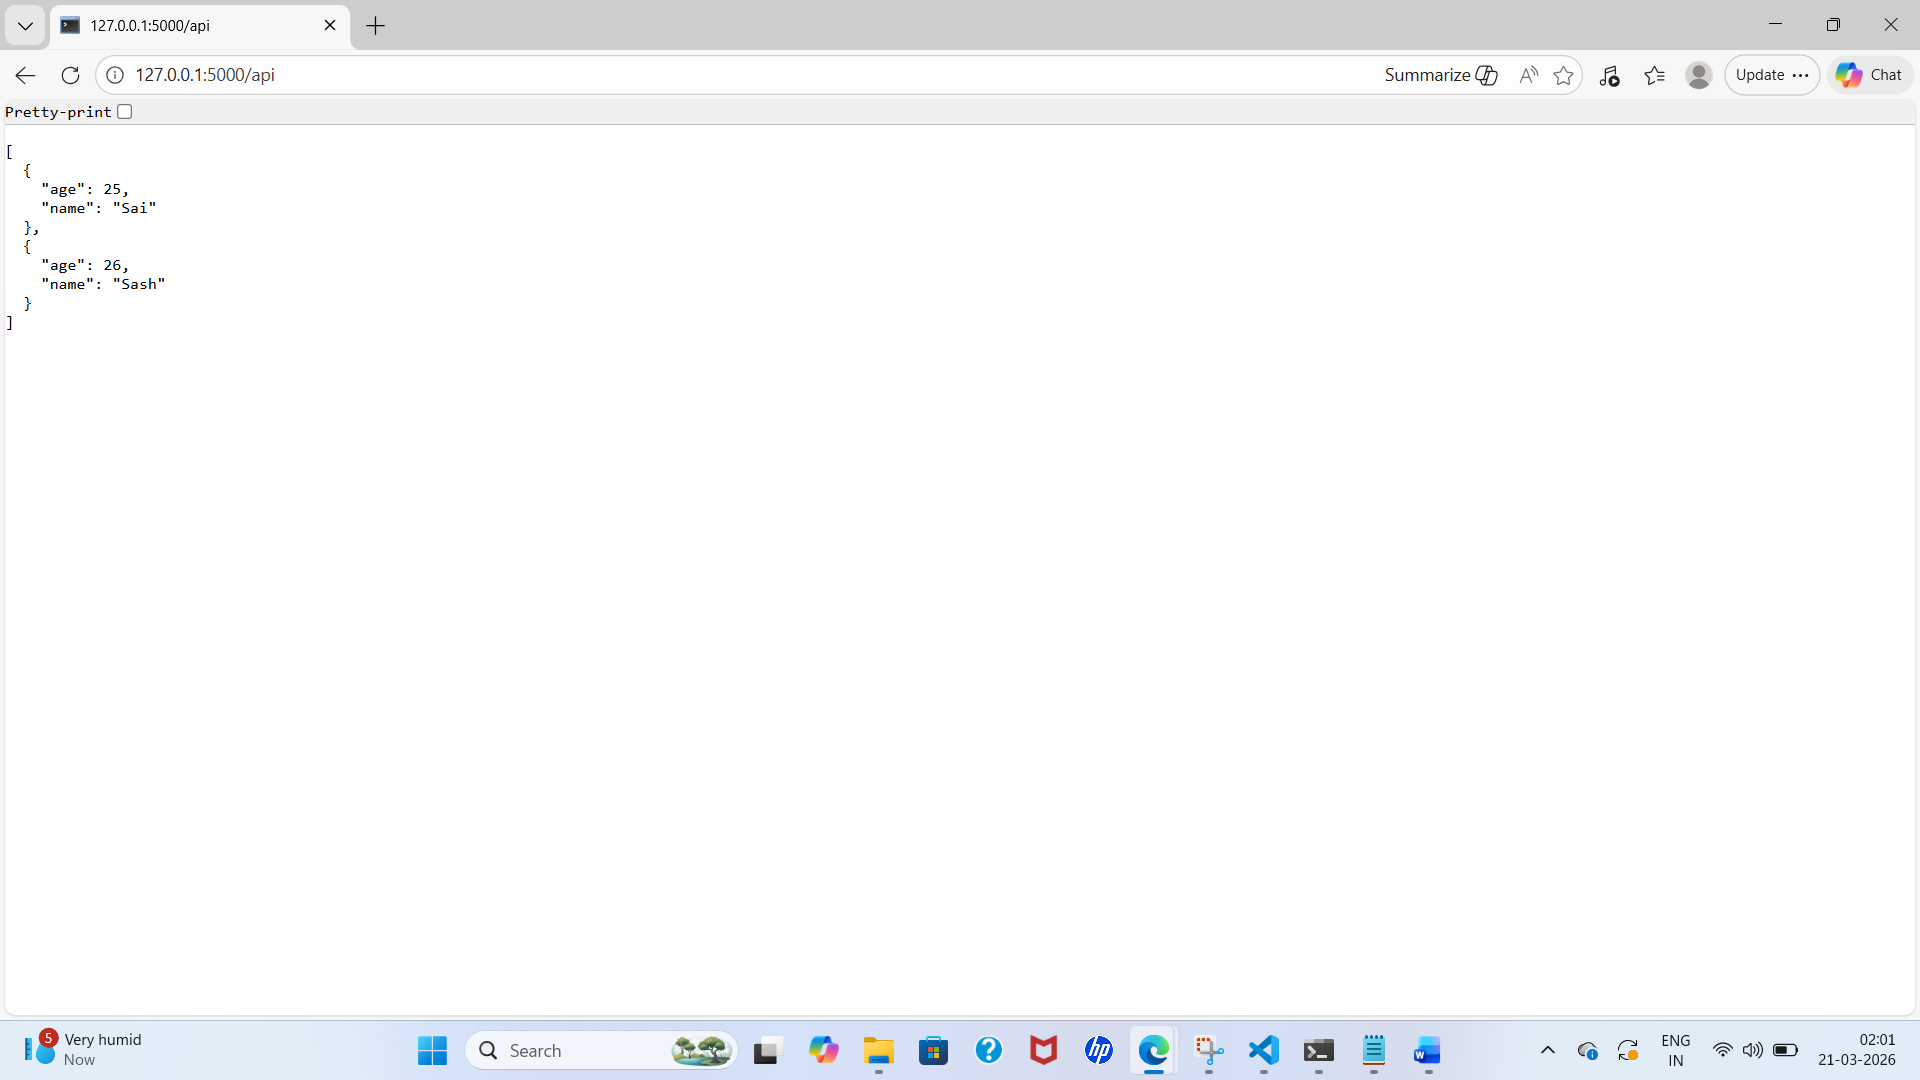 127.0.0.1:5000/api
127.0.0.1:5000/api
Summarize
Update
Chat
Pretty-print
[
  {
    "age": 25,
    "name": "Sai"
  },
  {
    "age": 26,
    "name": "Sash"
  }
]
5
Very humid
Now
Search
hp
W
ENG
IN
02:01
21-03-2026